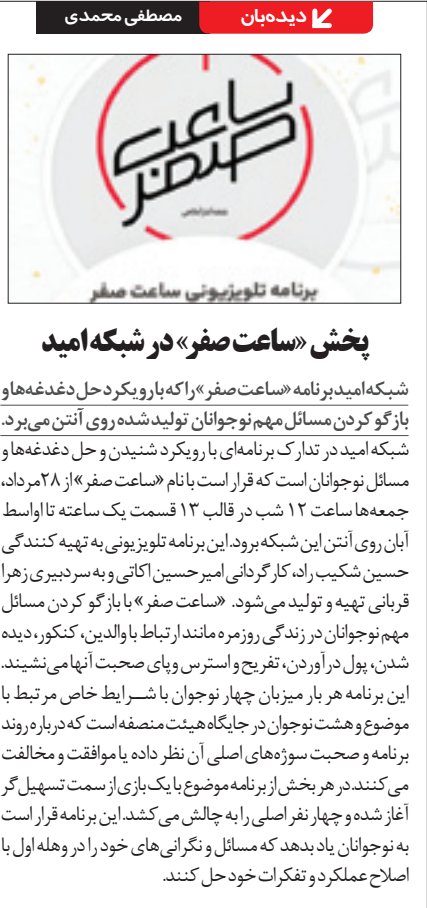 دیده‌بان
مصطفی محمدی
ساعت
صفر
برنامه تلویزیونی ساعت صفر
پخش «ساعت صفر» در شبکه امید
شبکه امید برنامه «ساعت صفر» را که با رویکرد حل دغدغه‌ها و
بازگو کردن مسائل مهم نوجوانان تولید شده روی آنتن می‌برد.
شبکه امید در تدارک برنامه‌ای با رویکرد شنیدن و حل دغدغه‌ها و
مسائل نوجوانان است که قرار است با نام «ساعت صفر» از ۲۸مرداد،
جمعه‌ها ساعت ۱۲ شب در قالب ۱۳ قسمت یک ساعته تا اواسط
آبان روی آنتن این شبکه برود. این برنامه تلویزیونی به تهیه کنندگی
حسین شکیب راد، کارگردانی امیرحسین اکاتی و به سردبیری زهرا
قربانی تهیه و تولید می‌شود. «ساعت صفر» با بازگو کردن مسائل
مهم نوجوانان در زندگی روزمره مانند ارتباط با والدین، کنکور، دیده
شدن، پول درآوردن، تفریح و استرس وپای صحبت آنها می‌نشیند.
این برنامه هر بار میزبان چهار نوجوان با شــرایط خاص مرتبط با
موضوع و هشت نوجوان در جایگاه هیئت منصفه است که درباره روند
برنامه و صحبت سوژه‌های اصلی آن نظر داده یا موافقت و مخالفت
می‌کنند. در هر بخش از برنامه موضوع با یک بازی از سمت تسهیل‌گر
آغاز شده و چهار نفر اصلی را به چالش می‌کشد. این برنامه قرار است
به نوجوانان یاد بدهد که مسائل و نگرانی‌های خود را در وهله اول با
اصلاح عملکرد و تفکرات خود حل کنند.